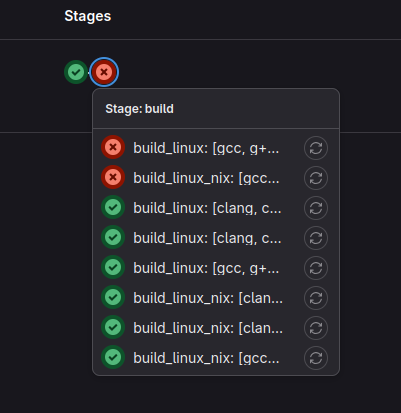 Stages
Stage: build
build_linux: [gcc, g+...
build_linux_nix: [gcc...
build_linux: [clang, c...
build_linux: [clang, c...
build_linux: [gcc, g+...
build_linux_nix: [clan...
build_linux_nix: [clan...
build_linux_nix: [gcc...